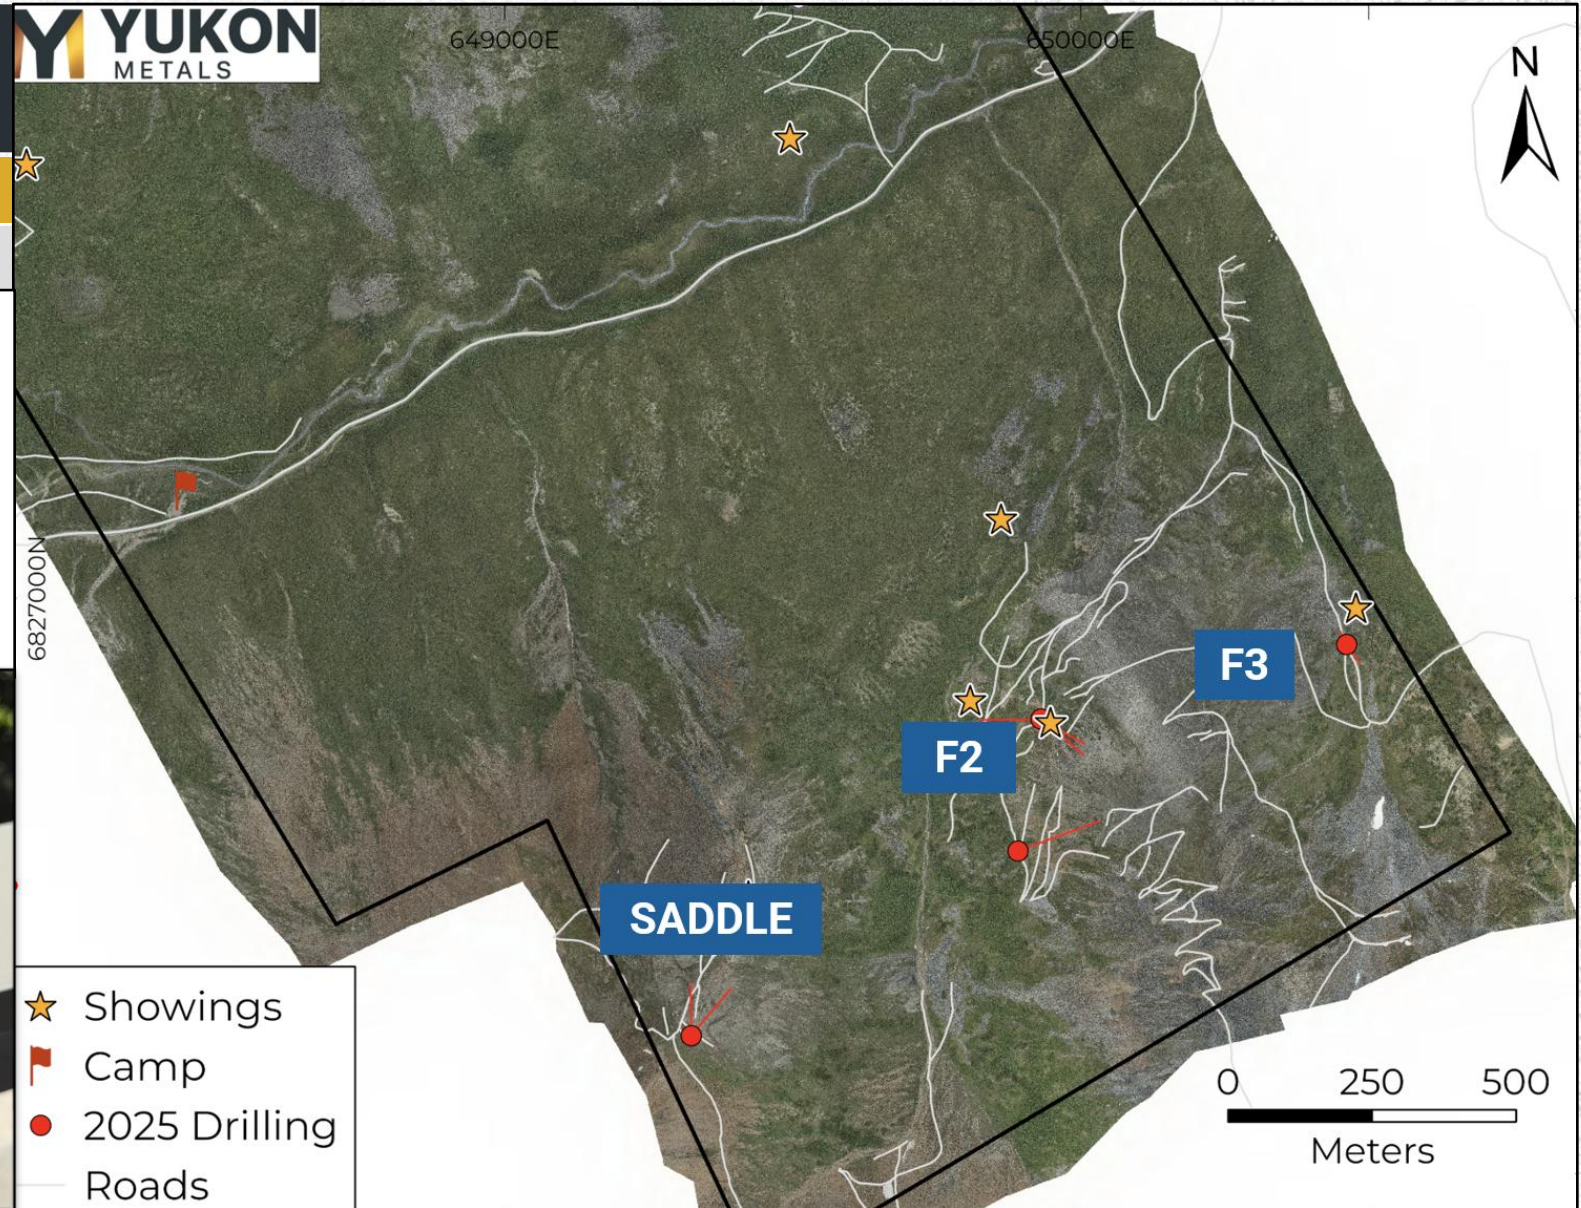 YUKON
METALS
649000E
650000E
N
6827000N
F3
F2
SADDLE
Showings
Camp
2025 Drilling
Roads
0 250 500
Meters